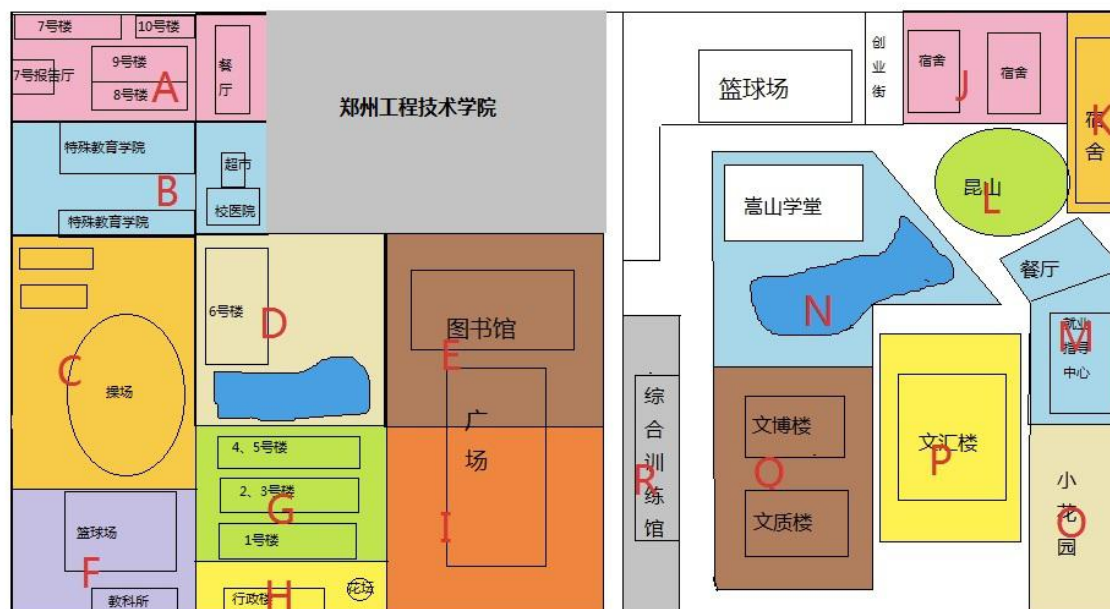 7号楼
10号楼
7号报告厅
9号楼
8号楼
A
餐厅
郑州工程技术学院
特殊教育学院
B
超市
校医院
特殊教育学院
C
操场
6号楼
D
图书馆
E
广场
4、5号楼
2、3号楼
G
1号楼
I
篮球场
F
教科所
行政楼
H
花坛
篮球场
创业街
宿舍
宿舍
J
宿舍
K
昆山
L
嵩山学堂
N
餐厅
就业指导中心
M
综合训练馆
R
文博楼
Q
文质楼
文汇楼
P
小花园
O